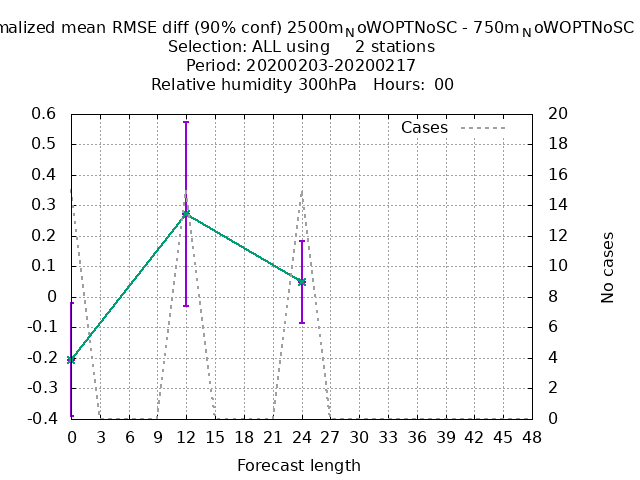 malized mean RMSE diff (90% conf) 2500mNoWOPTNoSC - 750mNoWOPTNoSC
Selection: ALL using 2 stations
Period: 20200203-20200217
Relative humidity 300hPa Hours: 00
Cases
0.6
0.5
0.4
0.3
0.2
0.1
0
-0.1
-0.2
-0.3
-0.4
20
18
16
14
12
10
8
6
4
2
0
No cases
0 3 6 9 12 15 18 21 24 27 30 33 36 39 42 45 48
Forecast length